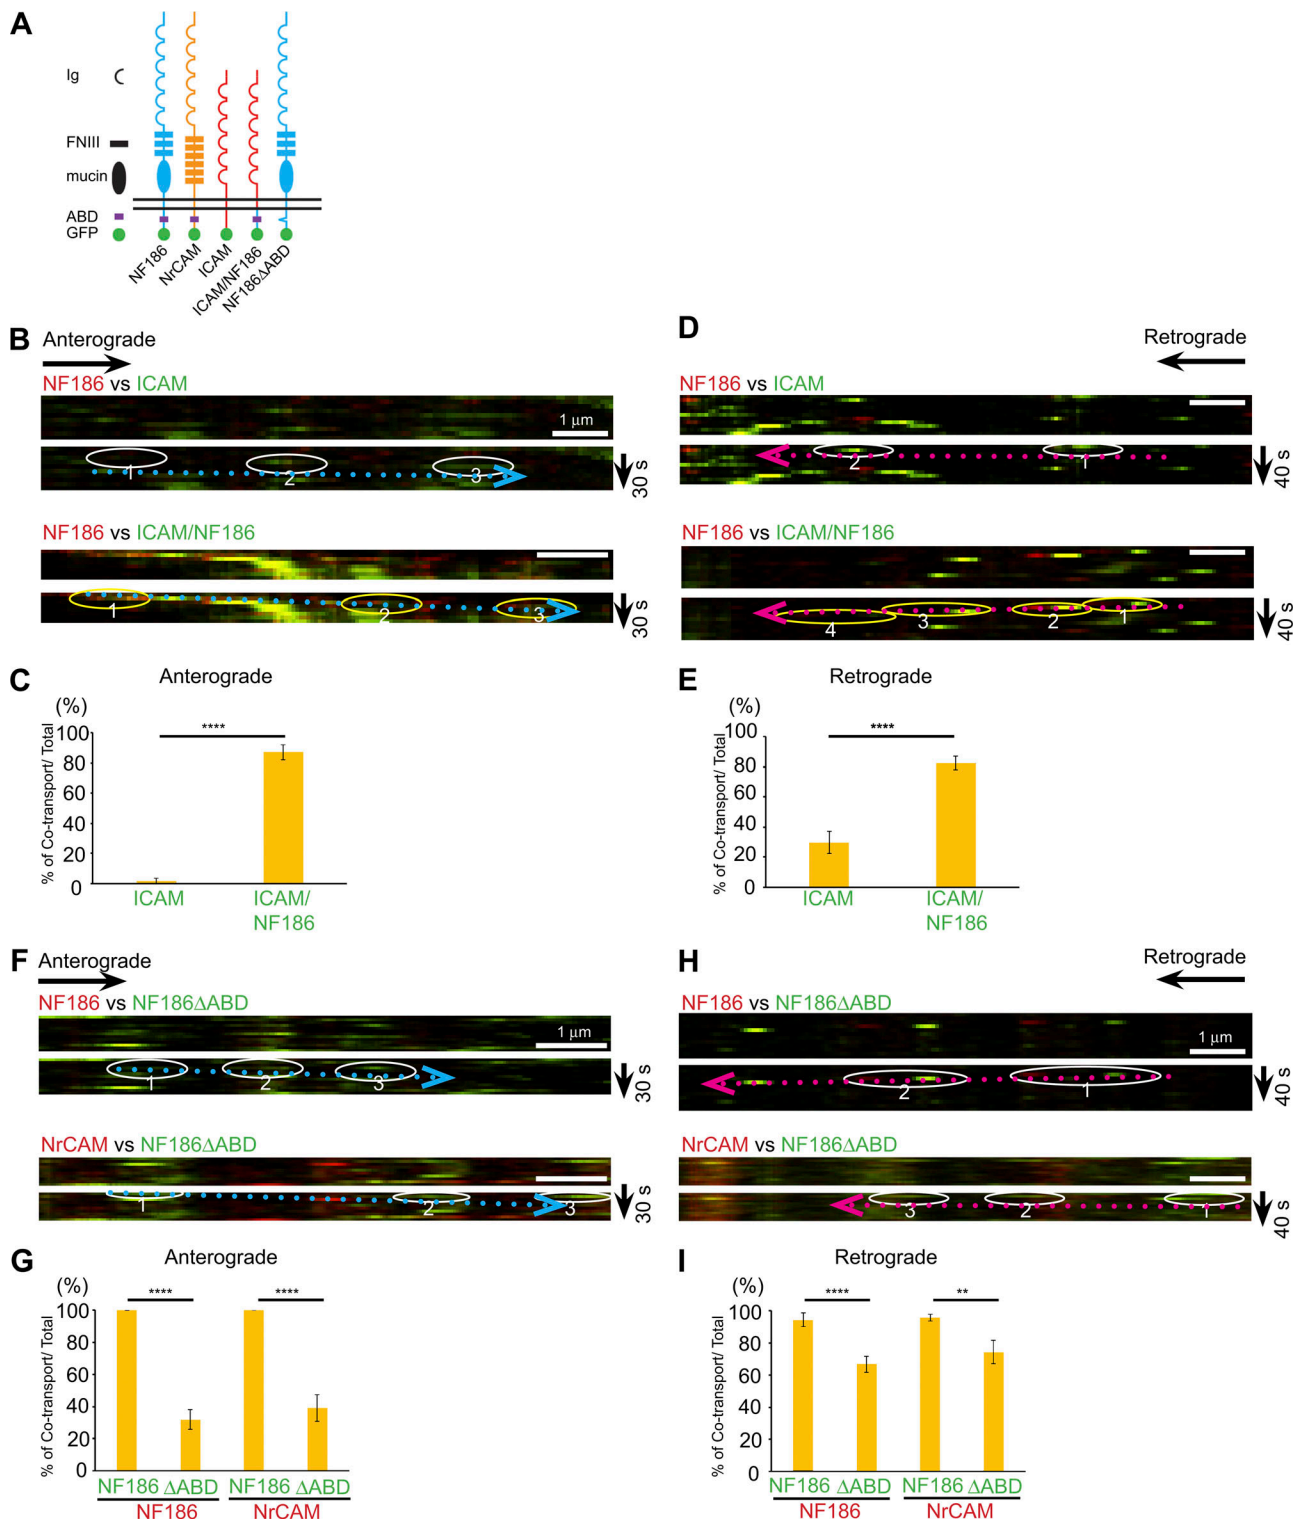 A
Ig
FNIII
mucin
ABD
GFP
NF186
NrCAM
ICAM
ICAM/NF186
NF186ΔABD
B
Anterograde
NF186 vs ICAM
1 μm
1
2
3
30 s
NF186 vs ICAM/NF186
1
2
3
30 s
D
Retrograde
NF186 vs ICAM
2
1
40 s
NF186 vs ICAM/NF186
4
3
2
1
40 s
C
Anterograde
(%)
% of Co-transport/ Total
100
80
60
40
20
0
****
ICAM
ICAM/
NF186
E
Retrograde
(%)
% of Co-transport/ Total
100
80
60
40
20
0
****
ICAM
ICAM/
NF186
F
Anterograde
NF186 vs NF186ΔABD
1 μm
1
2
3
30 s
NrCAM vs NF186ΔABD
1
2
3
30 s
H
Retrograde
NF186 vs NF186ΔABD
1 μm
2
1
40 s
NrCAM vs NF186ΔABD
3
2
1
40 s
G
Anterograde
(%)
% of Co-transport/ Total
100
80
60
40
20
0
**** ****
NF186 ΔABD NF186 ΔABD
NF186 NrCAM
I
Retrograde
(%)
% of Co-transport/ Total
100
80
60
40
20
0
**** **
NF186 ΔABD NF186 ΔABD
NF186 NrCAM